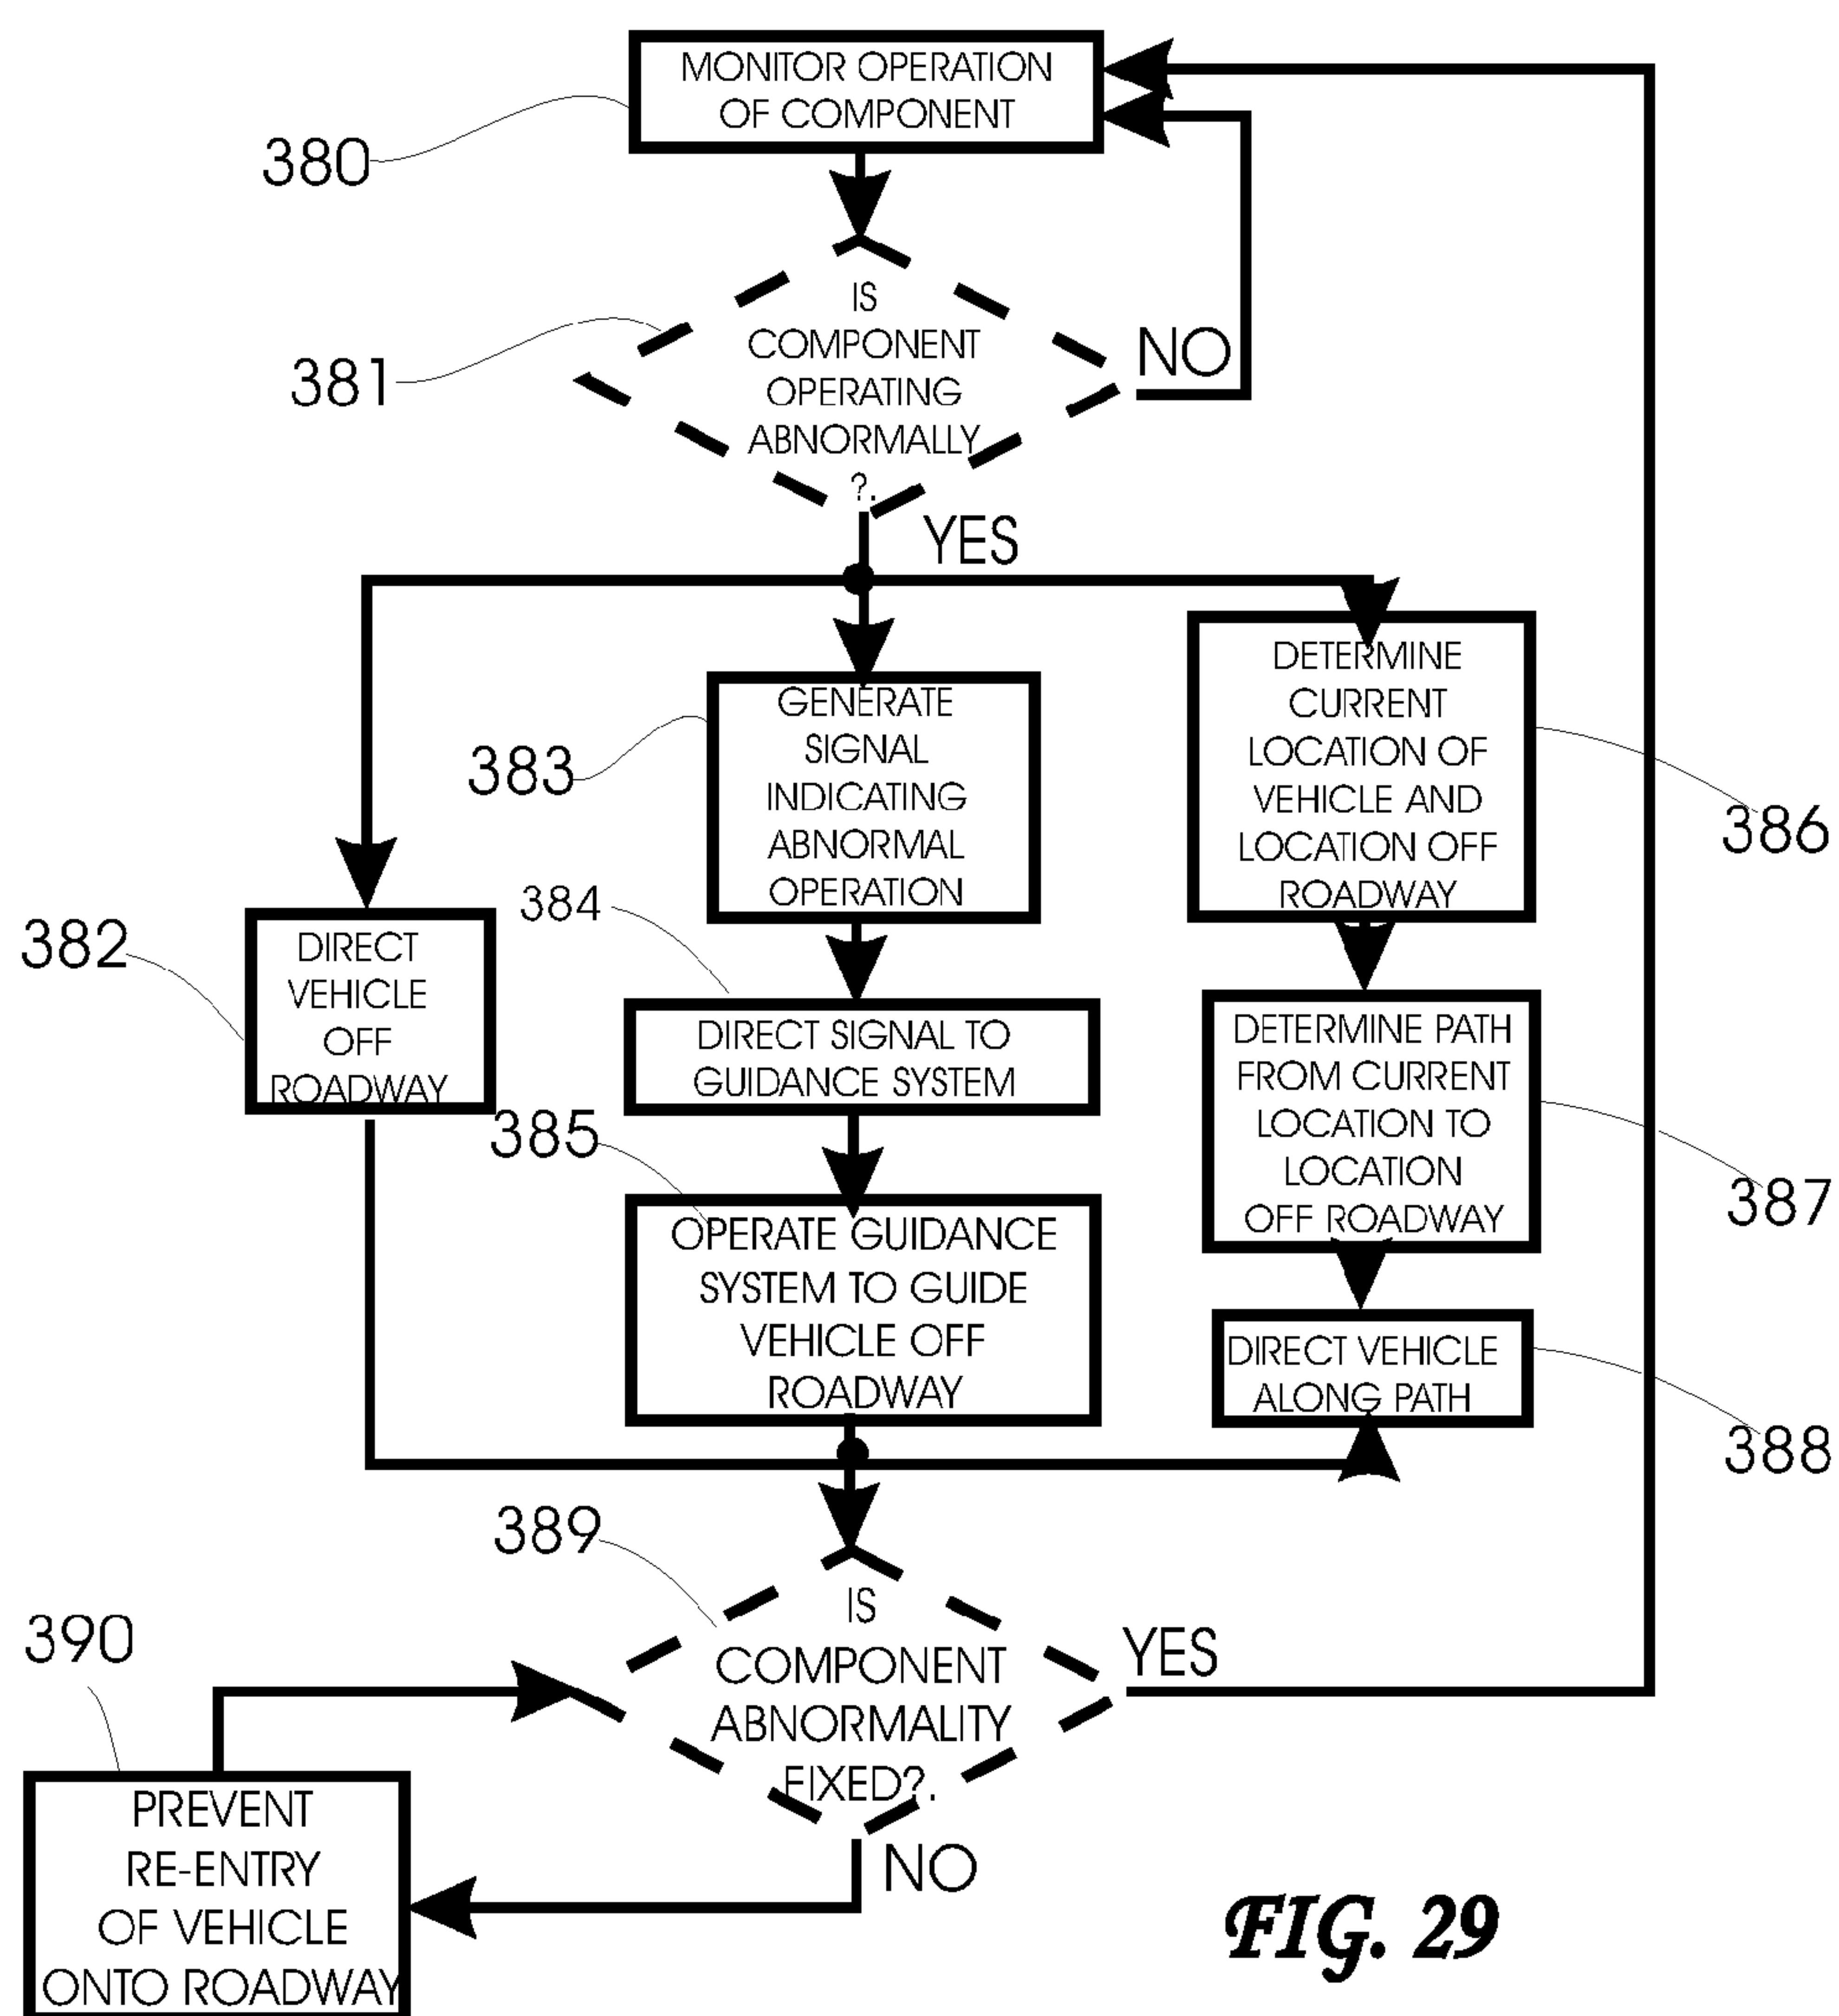 MONITOR OPERATION
OF COMPONENT
380
IS
COMPONENT
OPERATING
ABNORMALLY
?.
381
NO
YES
DETERMINE
CURRENT
LOCATION OF
VEHICLE AND
LOCATION OFF
ROADWAY
386
GENERATE
SIGNAL
INDICATING
ABNORMAL
OPERATION
383
384
382
DIRECT
VEHICLE
OFF
ROADWAY
DIRECT SIGNAL TO
GUIDANCE SYSTEM
385
DETERMINE PATH
FROM CURRENT
LOCATION TO
LOCATION
OFF ROADWAY
387
OPERATE GUIDANCE
SYSTEM TO GUIDE
VEHICLE OFF
ROADWAY
DIRECT VEHICLE
ALONG PATH
388
389
IS
COMPONENT
ABNORMALITY
FIXED?.
YES
NO
390
PREVENT
RE-ENTRY
OF VEHICLE
ONTO ROADWAY
FIG. 29